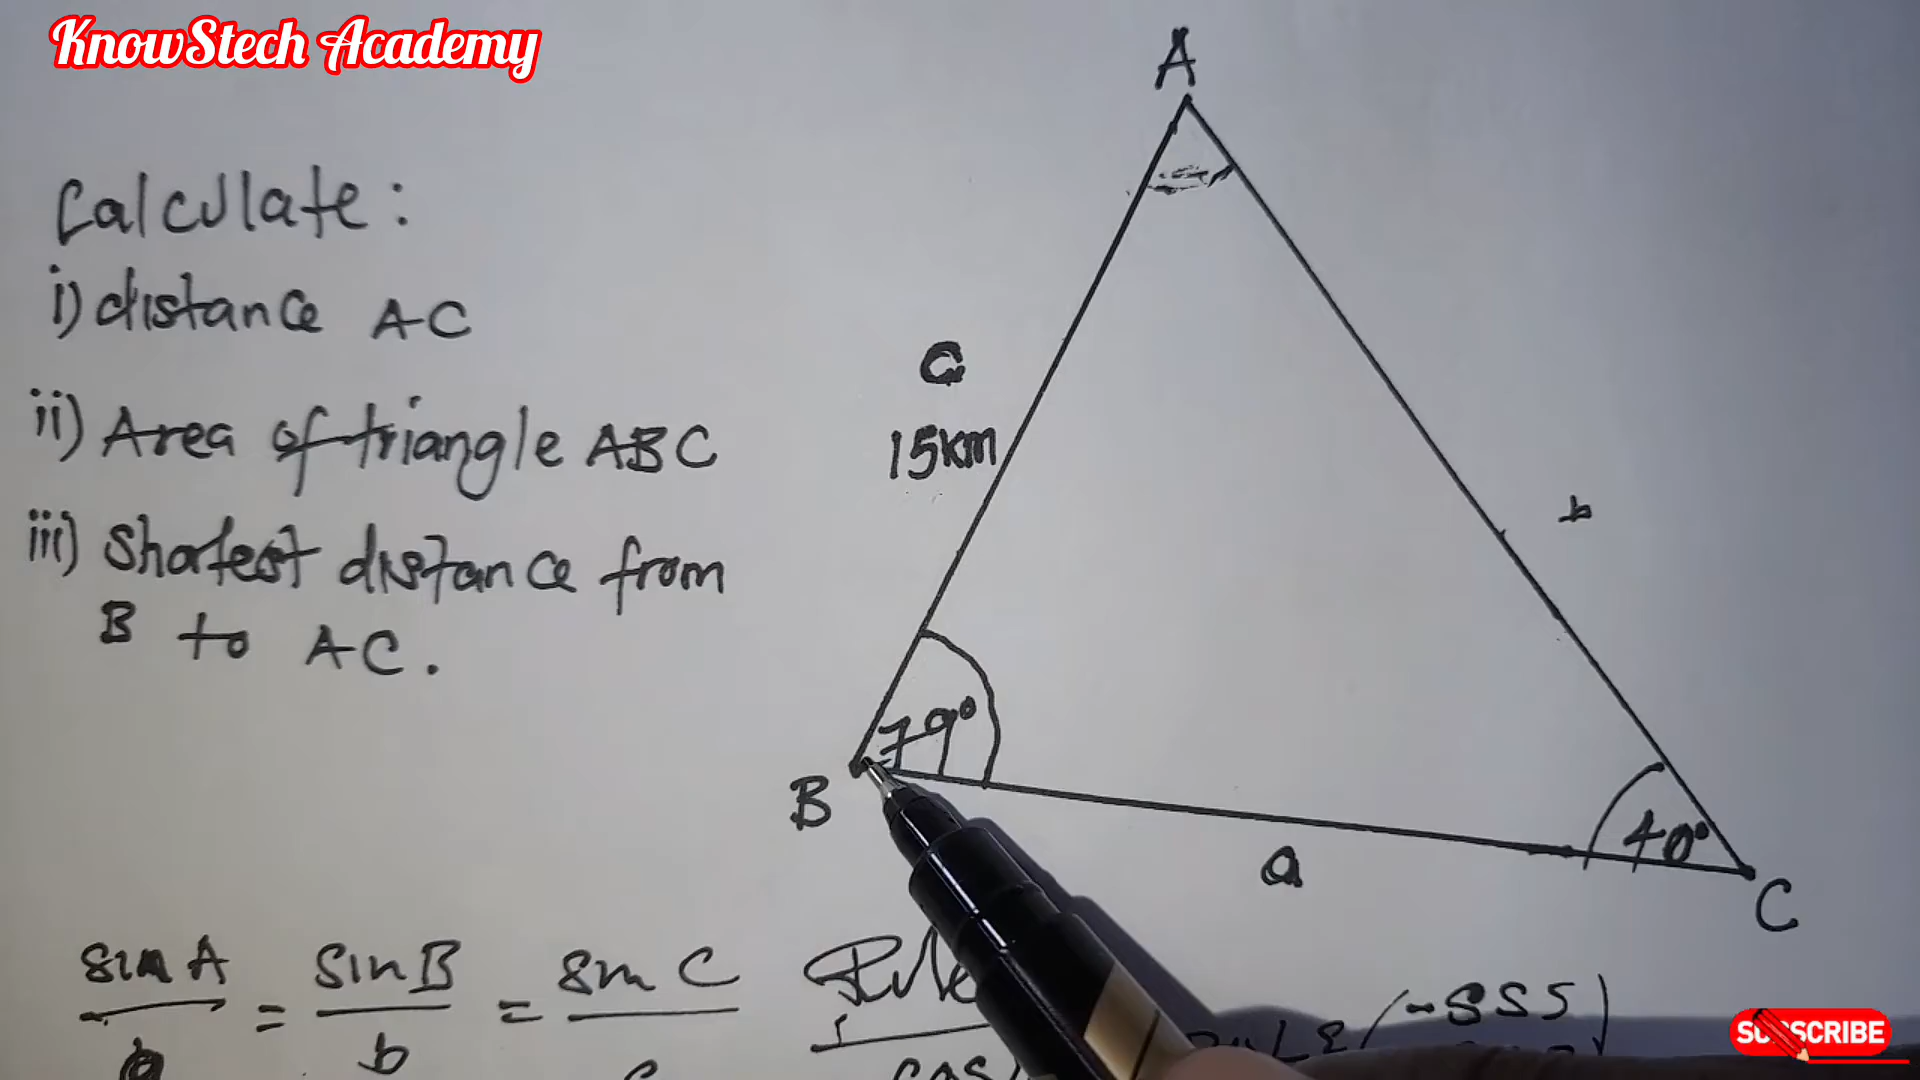 KnowStech Academy
Calculate:
i) distance AC
ii) Area of triangle ABC
iii) Shortest distance from
B to AC.
A
C
15km
b
79°
B
a
40°
C
sin A = sin B = sin C
b
Rule
(-SSS)
SUBSCRIBE